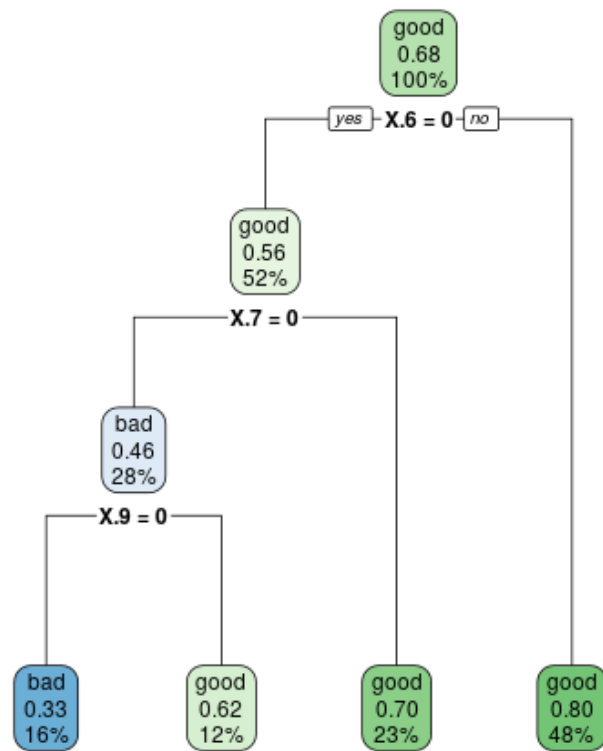 good
0.68
100%
yes X.6 = 0 no
good
0.56
52%
X.7 = 0
bad
0.46
28%
X.9 = 0
bad
0.33
16%
good
0.62
12%
good
0.70
23%
good
0.80
48%